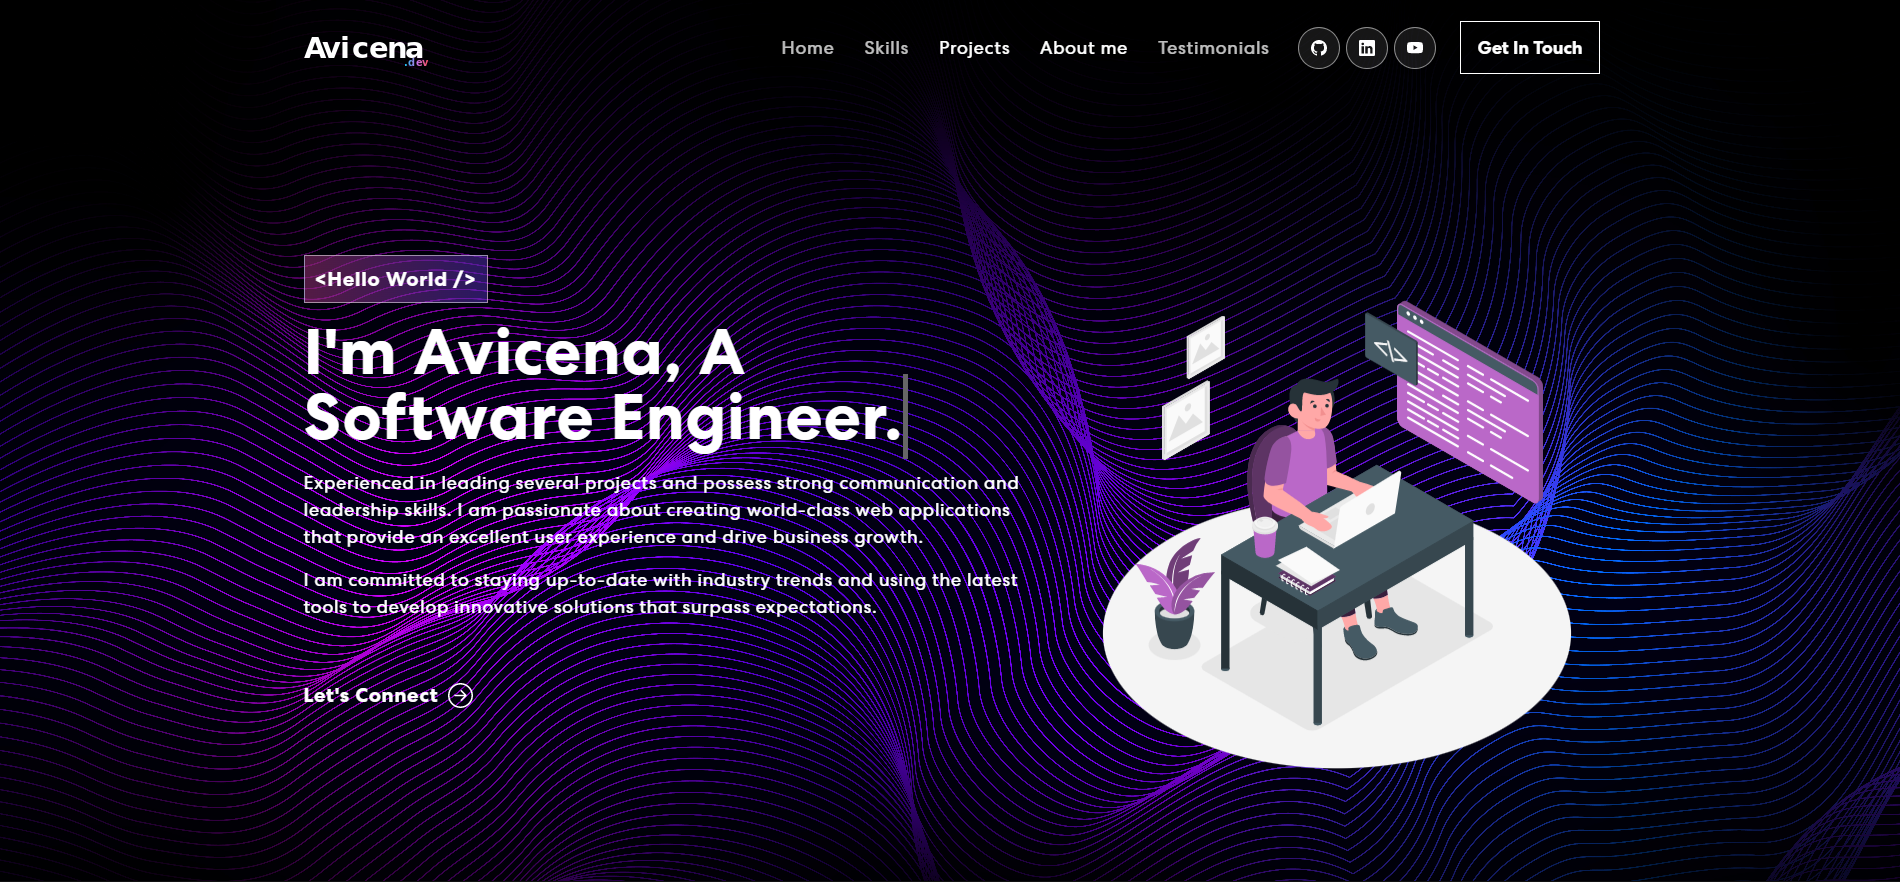 Avicena
.dev
Home Skills Projects About me Testimonials Get In Touch
<Hello World />
I'm Avicena, A
Software Engineer.
Experienced in leading several projects and possess strong communication and
leadership skills. I am passionate about creating world-class web applications
that provide an excellent user experience and drive business growth.
I am committed to staying up-to-date with industry trends and using the latest
tools to develop innovative solutions that surpass expectations.
Let's Connect